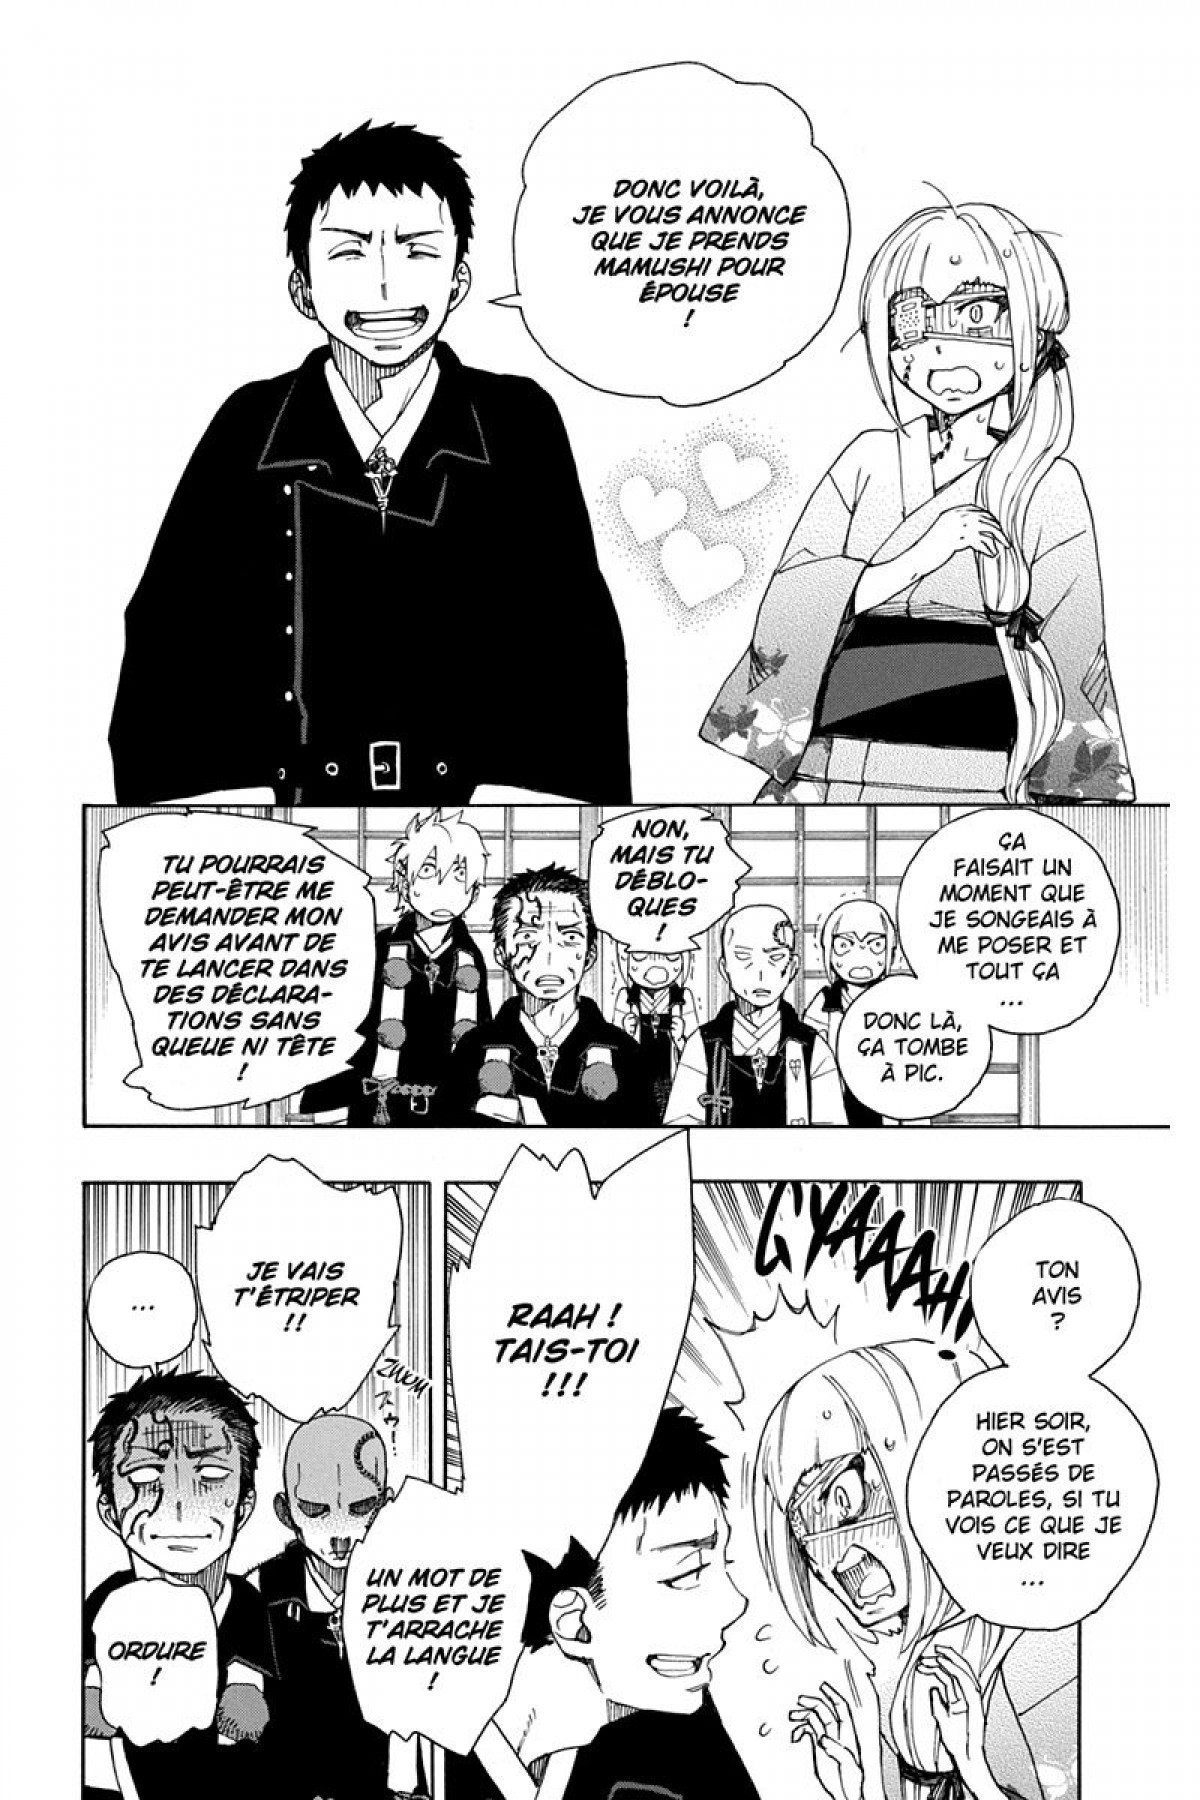 DONC VOILÀ,
JE VOUS ANNONCE
QUE JE PRENDS
MAMUSHI POUR
ÉPOUSE
!
ÇA
FAISAIT UN
MOMENT QUE
JE SONGEAIS À
ME POSER ET
TOUT ÇA
...
DONC LÀ,
ÇA TOMBE
À PIC.
NON,
MAIS TU
DÉBLO-
QUES
!
TU POURRAIS
PEUT-ÊTRE ME
DEMANDER MON
AVIS AVANT DE
TE LANCER DANS
DES DÉCLARA-
TIONS SANS
QUEUE NI TÊTE
!
TON
AVIS
?
HIER SOIR,
ON S'EST
PASSÉS DE
PAROLES, SI TU
VOIS CE QUE JE
VEUX DIRE
...
GYAAAH
RAAH !
TAIS-TOI
!!!
JE VAIS
T'ÉTRIPER
!!
...
ZWOM
ズゥ
UN MOT DE
PLUS ET JE
T'ARRACHE
LA LANGUE
!
ORDURE
!